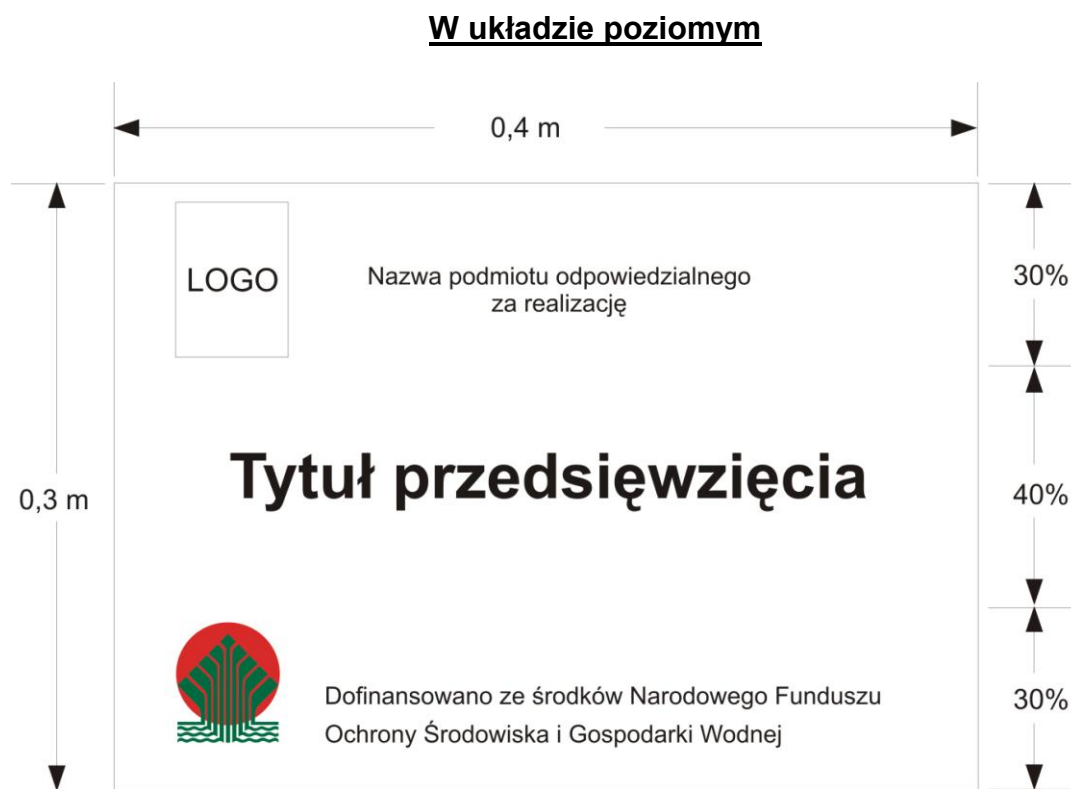 W układzie poziomym
0,4 m
LOGO
Nazwa podmiotu odpowiedzialnego
za realizację
30%
Tytuł przedsięwzięcia
0,3 m
40%
Dofinansowano ze środków Narodowego Funduszu
Ochrony Środowiska i Gospodarki Wodnej
30%